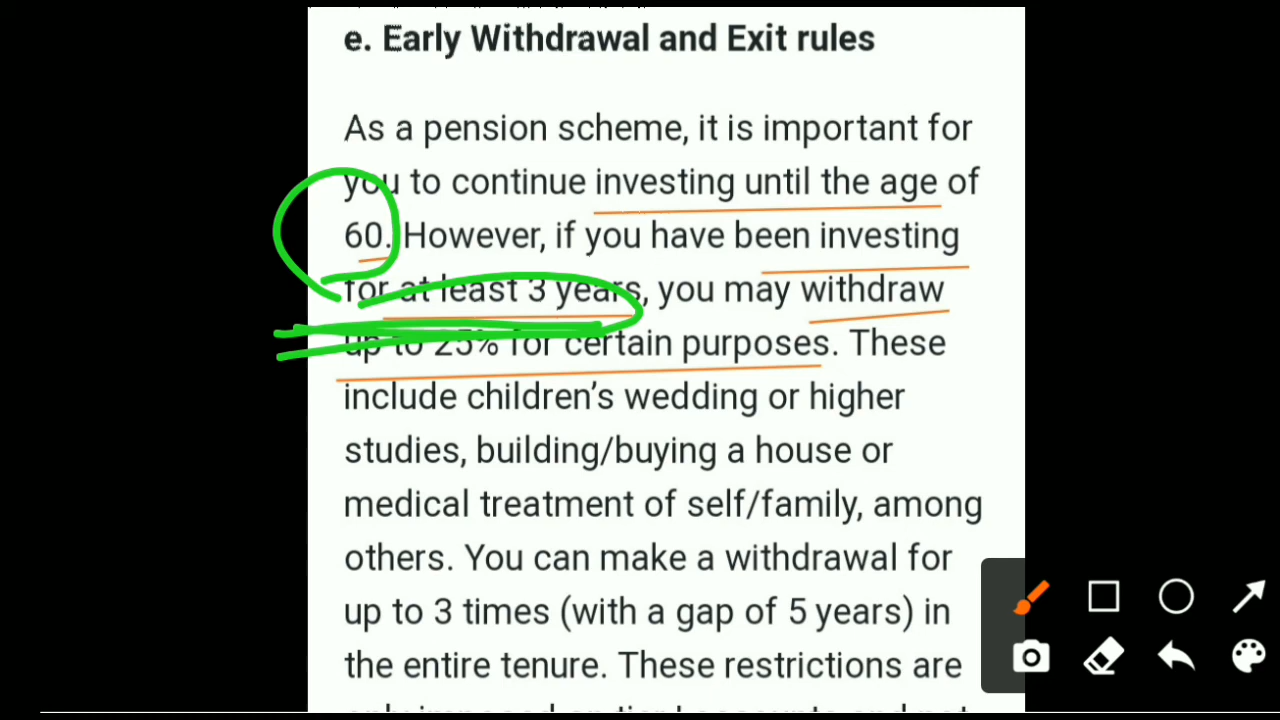 e. Early Withdrawal and Exit rules
As a pension scheme, it is important for
you to continue investing until the age of
60. However, if you have been investing
for at least 3 years, you may withdraw
up to 25% for certain purposes. These
include children’s wedding or higher
studies, building/buying a house or
medical treatment of self/family, among
others. You can make a withdrawal for
up to 3 times (with a gap of 5 years) in
the entire tenure. These restrictions are